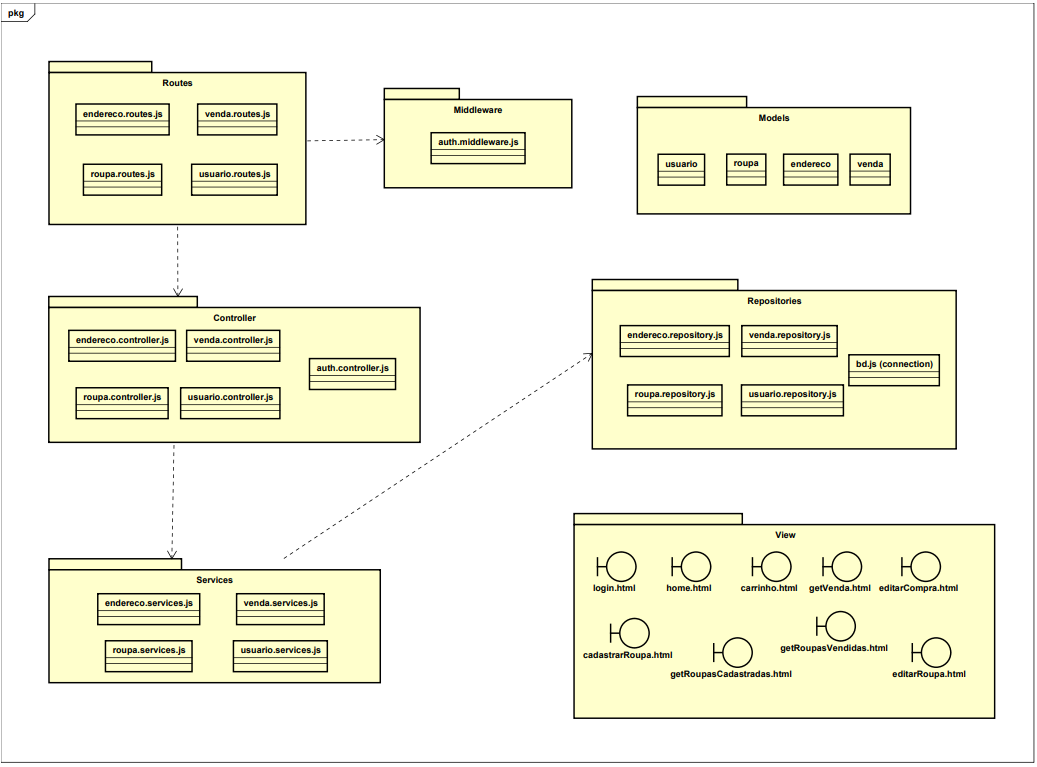 pkg
Routes
endereco.routes.js
venda.routes.js
roupa.routes.js
usuario.routes.js
Middleware
auth.middleware.js
Models
usuario
roupa
endereco
venda
Controller
endereco.controller.js
venda.controller.js
auth.controller.js
roupa.controller.js
usuario.controller.js
Repositories
endereco.repository.js
venda.repository.js
bd.js (connection)
roupa.repository.js
usuario.repository.js
Services
endereco.services.js
venda.services.js
roupa.services.js
usuario.services.js
View
login.html
home.html
carrinho.html
getVenda.html
editarCompra.html
cadastrarRoupa.html
getRoupasCadastradas.html
getRoupasVendidas.html
editarRoupa.html